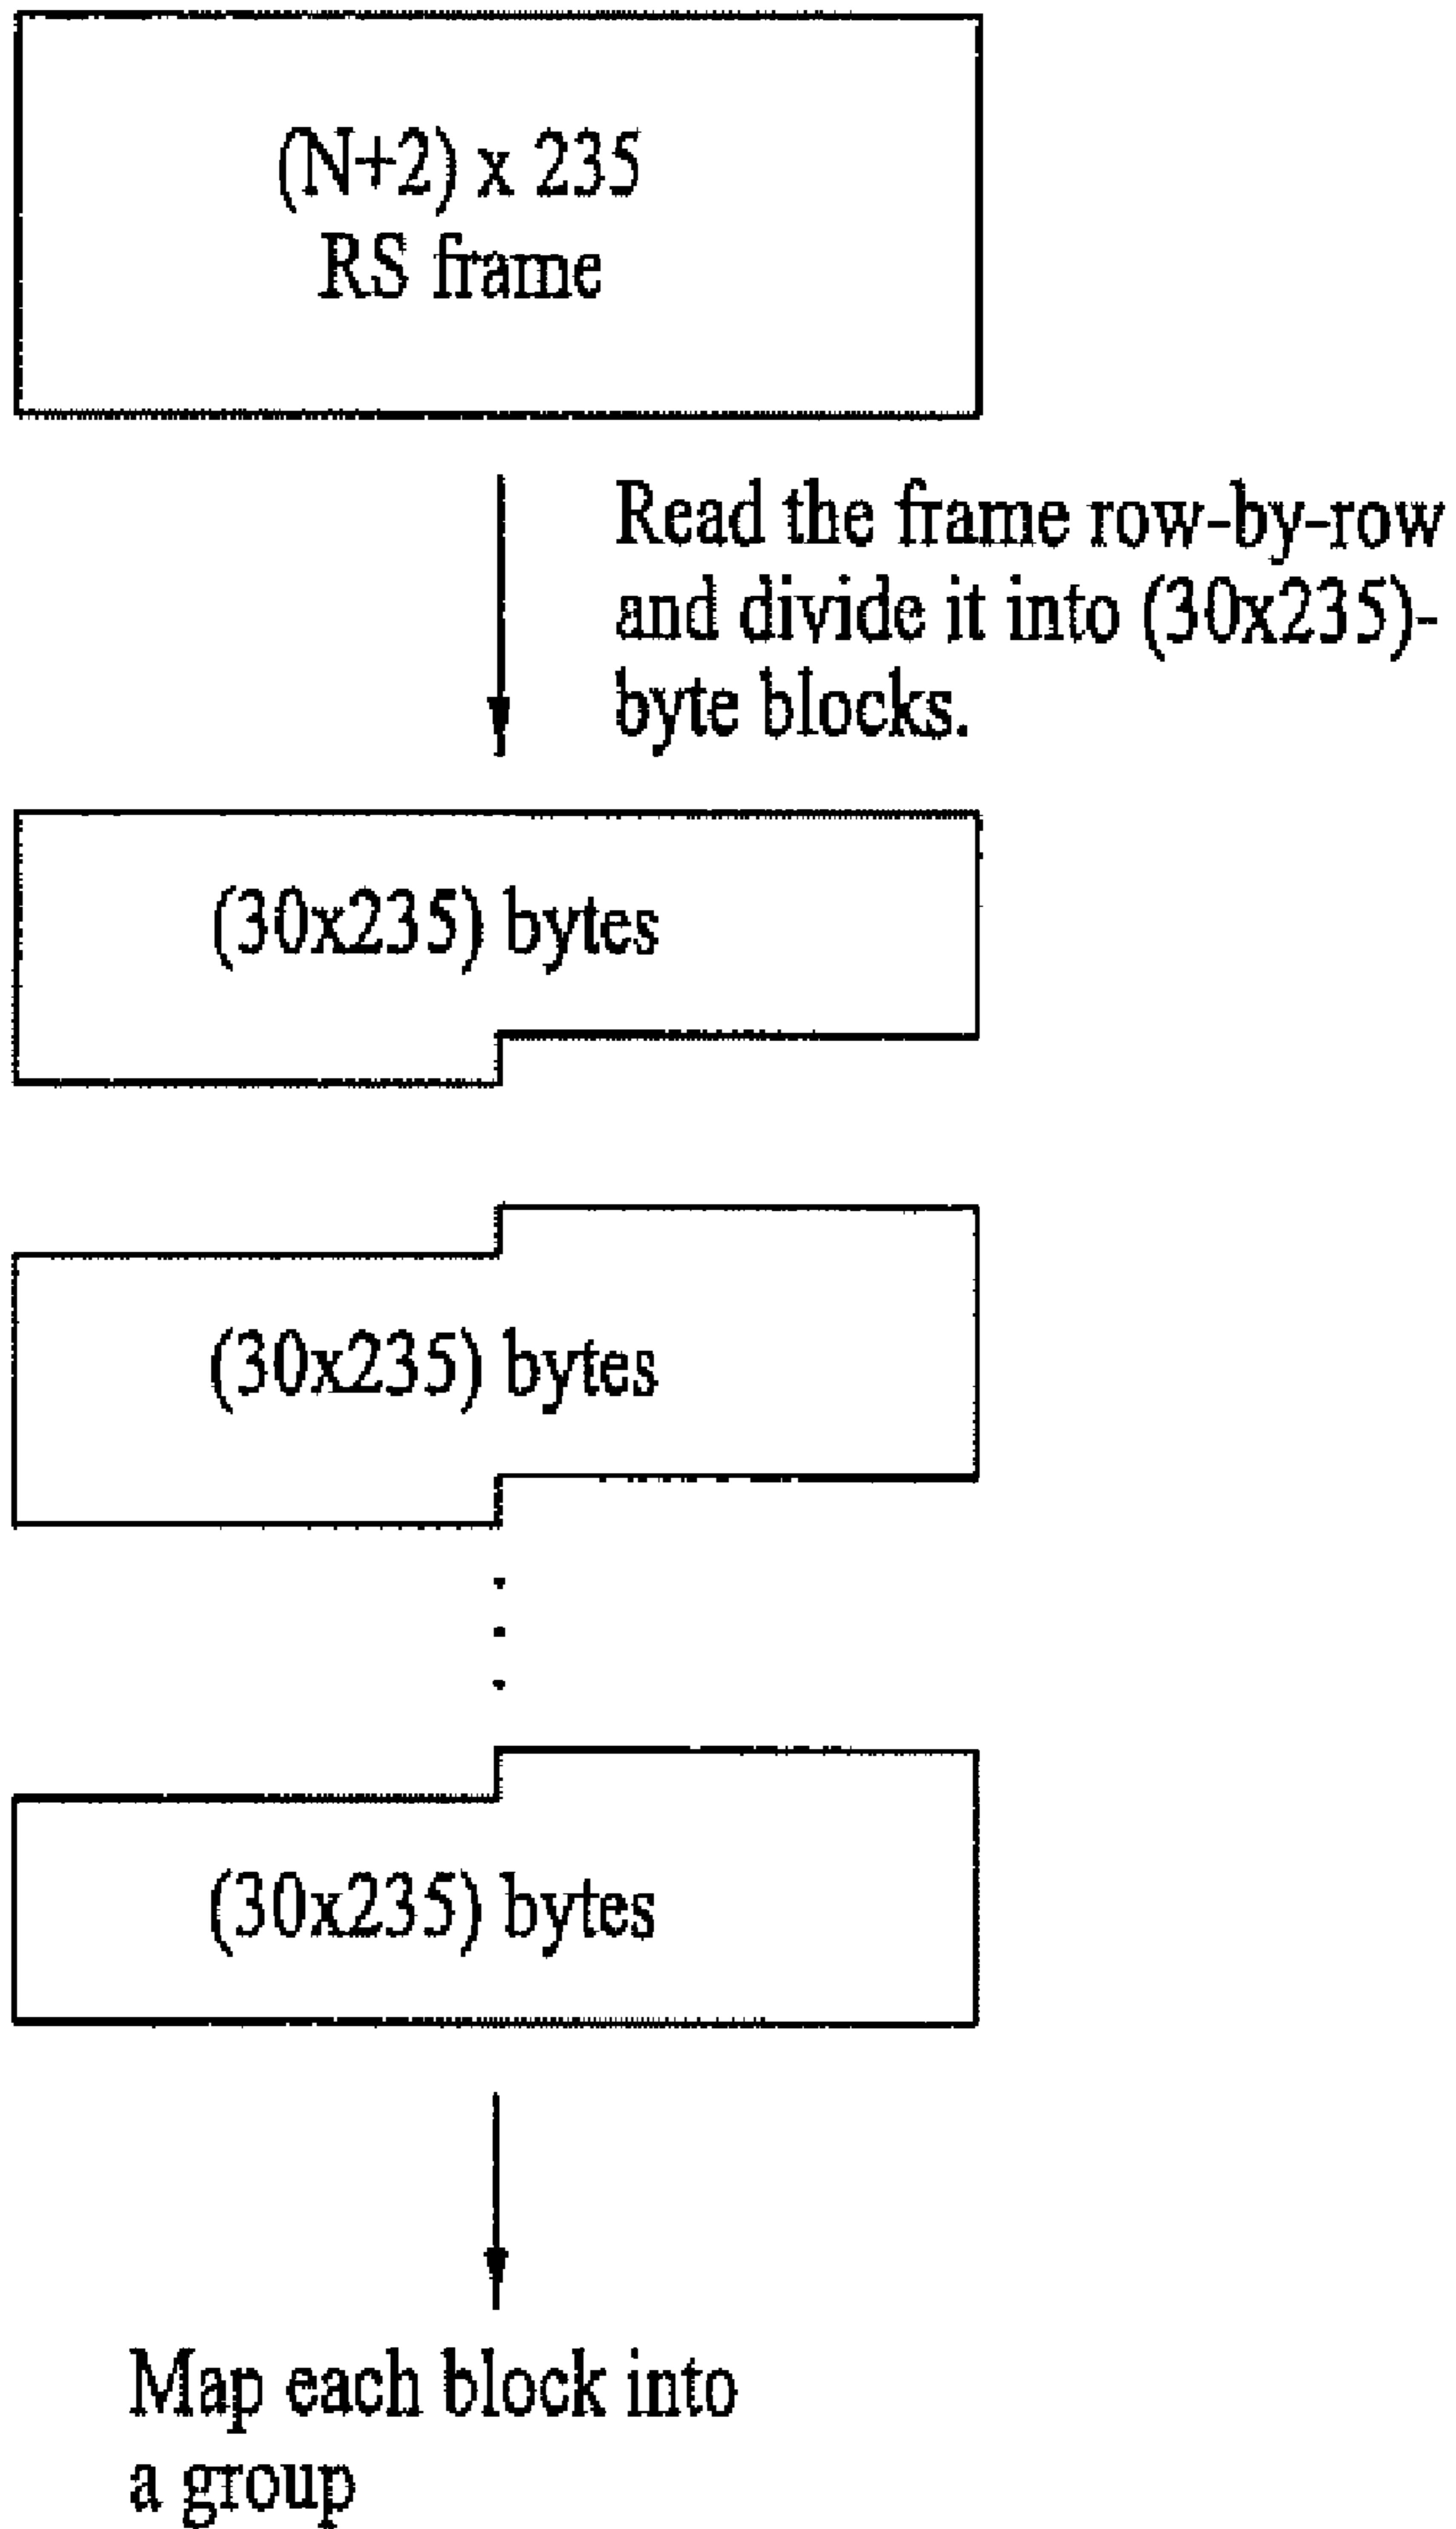 (N+2) x 235
RS frame
Read the frame row-by-row
and divide it into (30x235)-
byte blocks.
(30x235) bytes
(30x235) bytes
(30x235) bytes
Map each block into
a group